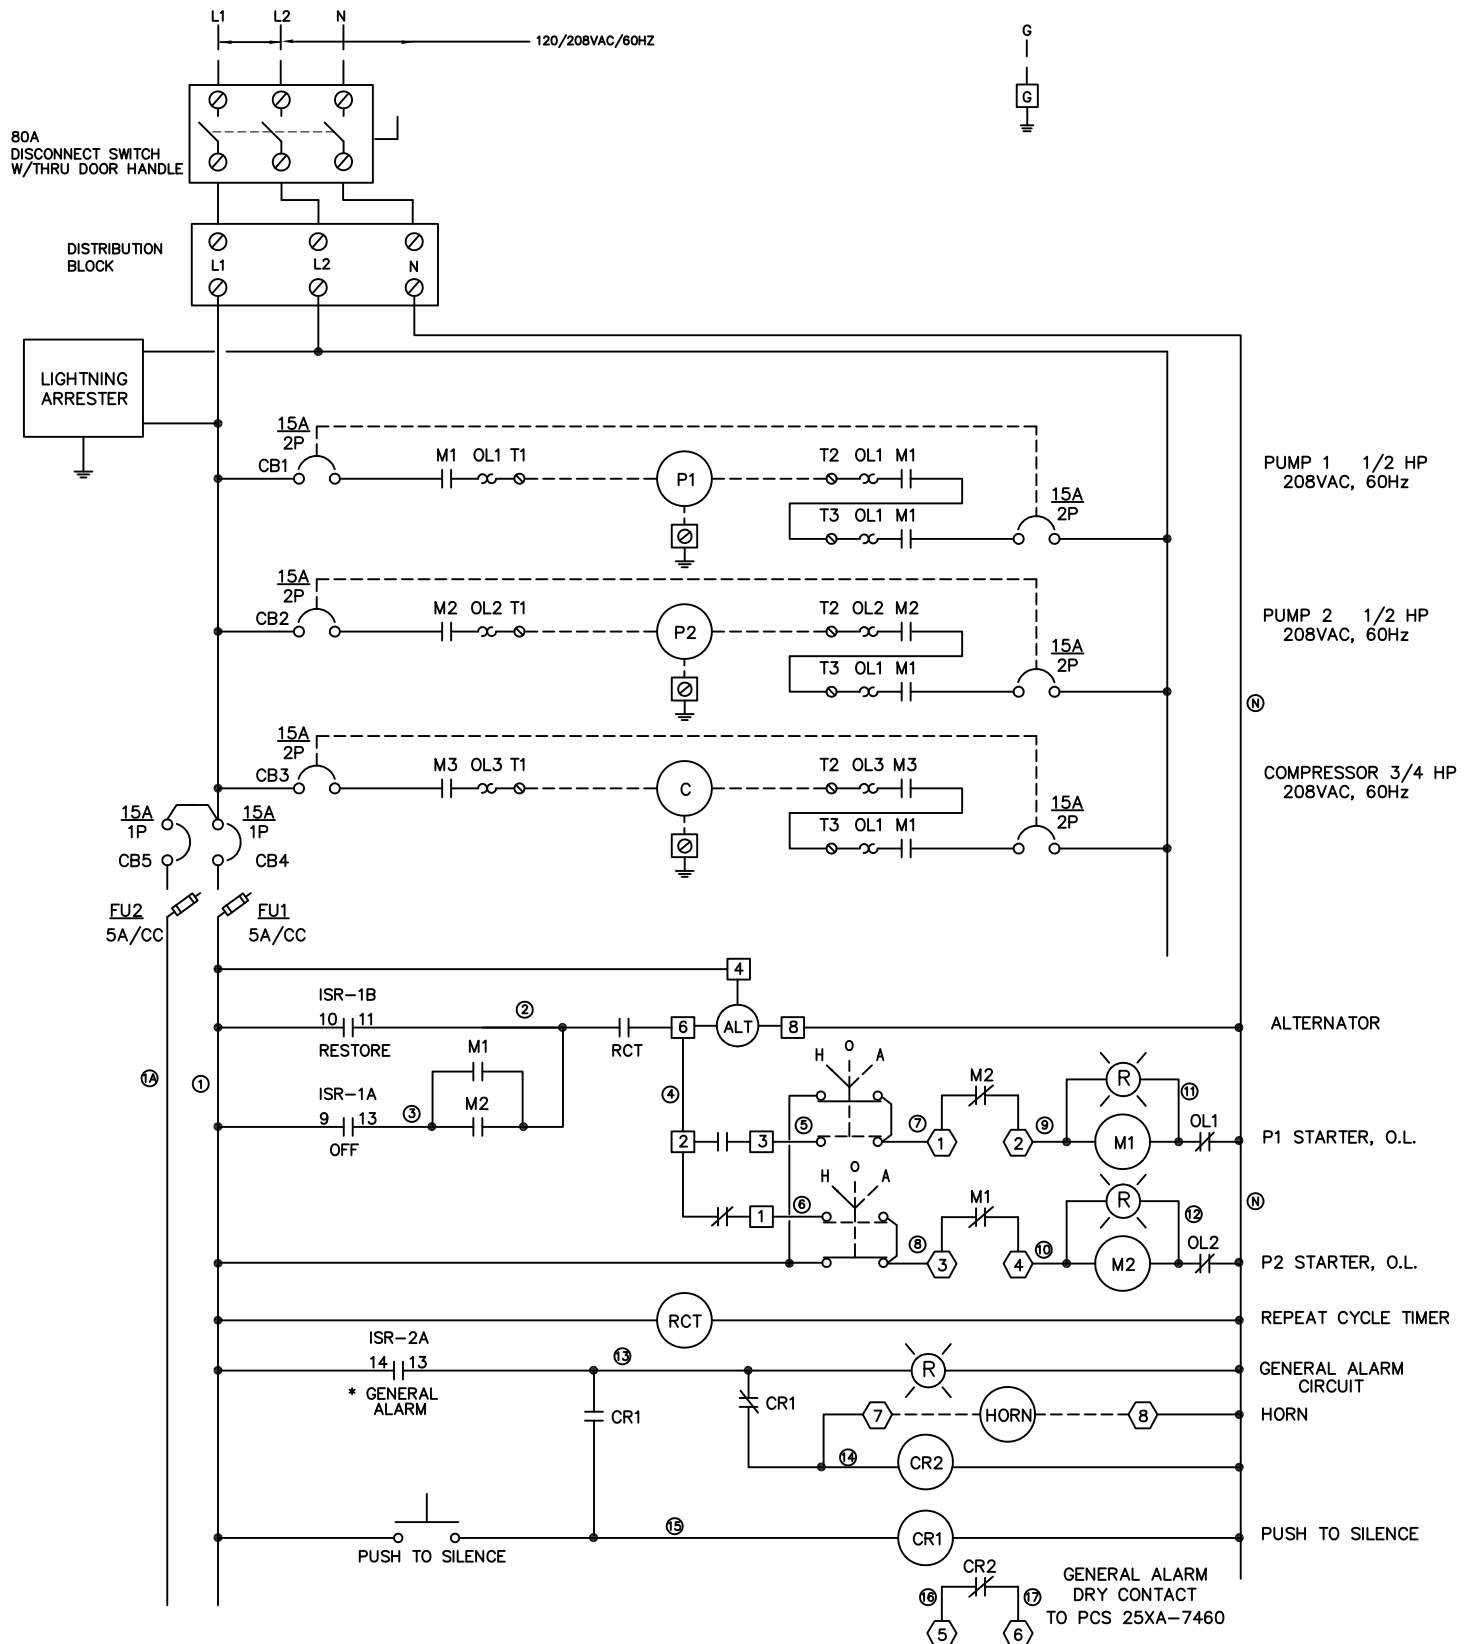 L1 L2 N
120/208VAC/60HZ
G
G
80A
DISCONNECT SWITCH
W/THRU DOOR HANDLE
DISTRIBUTION
BLOCK
L1 L2 N
LIGHTNING
ARRESTER
15A
2P
CB1
M1 OL1 T1
P1
T2 OL1 M1
T3 OL1 M1
15A
2P
PUMP 1 1/2 HP
208VAC, 60Hz
15A
2P
CB2
M2 OL2 T1
P2
T2 OL2 M2
T3 OL1 M1
15A
2P
PUMP 2 1/2 HP
208VAC, 60Hz
N
15A
2P
CB3
M3 OL3 T1
C
T2 OL3 M3
T3 OL1 M1
15A
2P
COMPRESSOR 3/4 HP
208VAC, 60Hz
15A
1P
CB5
15A
1P
CB4
FU2
5A/CC
FU1
5A/CC
4
ISR-1B
10 11
RESTORE
2
RCT
6
ALT
8
ALTERNATOR
1A
1
M1
ISR-1A
9 13
OFF
3
M2
4
H O A
M2
R
11
2
3
5
7
1
2
9
M1
OL1
P1 STARTER, O.L.
1
6
H O A
M1
R
12
N
8
3
4
10
M2
OL2
P2 STARTER, O.L.
RCT
REPEAT CYCLE TIMER
ISR-2A
14 13
* GENERAL
ALARM
13
R
GENERAL ALARM
CIRCUIT
CR1
CR1
7
HORN
8
HORN
14
CR2
PUSH TO SILENCE
15
CR1
PUSH TO SILENCE
CR2
16
17
5
6
GENERAL ALARM
DRY CONTACT
TO PCS 25XA-7460